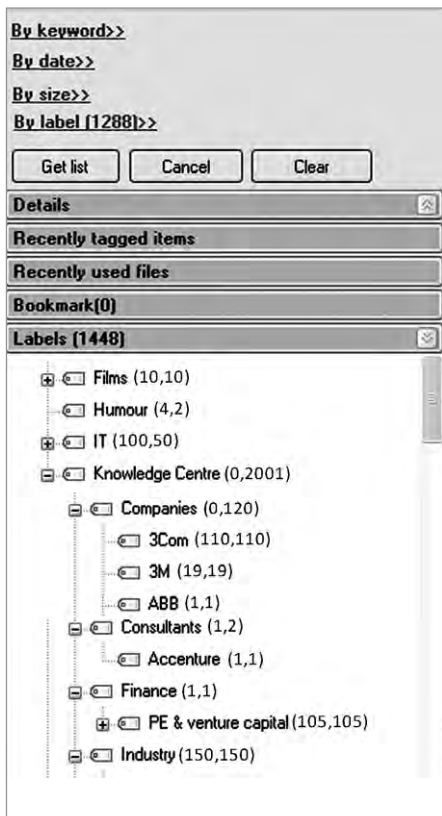 By keyword>>
By date>>
By size>>
By label (1288)>>
Get list Cancel Clear
Details
Recently tagged items
Recently used files
Bookmark(0)
Labels (1448)
Films (10,10)
Humour (4,2)
IT (100,50)
Knowledge Centre (0,2001)
Companies (0,120)
3Com (110,110)
3M (19,19)
ABB (1,1)
Consultants (1,2)
Accenture (1,1)
Finance (1,1)
PE & venture capital (105,105)
Industry (150,150)